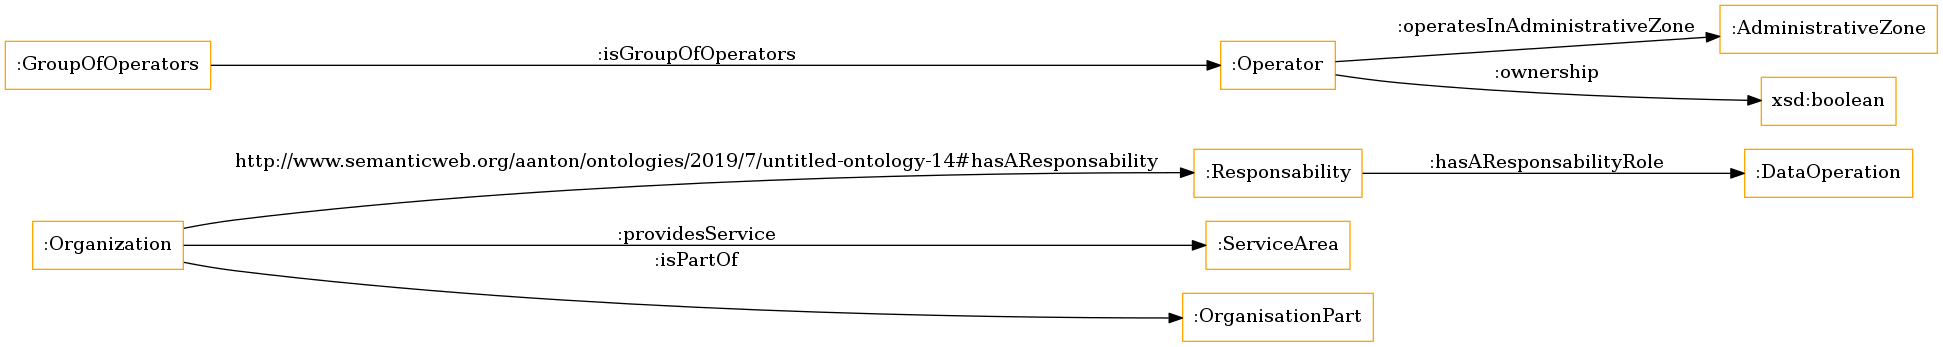 :GroupOfOperators
:isGroupOfOperators
:Operator
:operatesInAdministrativeZone
:AdministrativeZone
:ownership
xsd:boolean
:Organization
http://www.semanticweb.org/aanton/ontologies/2019/7/untitled-ontology-14#hasAResponsability
:Responsability
:hasAResponsabilityRole
:DataOperation
:providesService
:ServiceArea
:isPartOf
:OrganisationPart